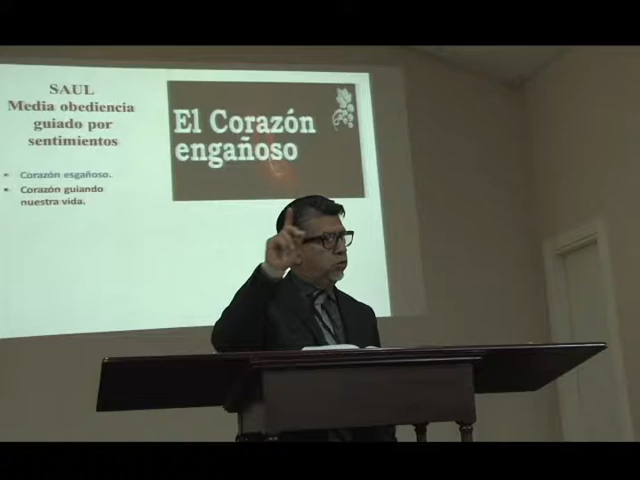 SAUL
Media obediencia
guiado por
sentimientos
• Corazón esgañoso.
• Corazón guiando
nuestra vida.
El Corazón
engañoso